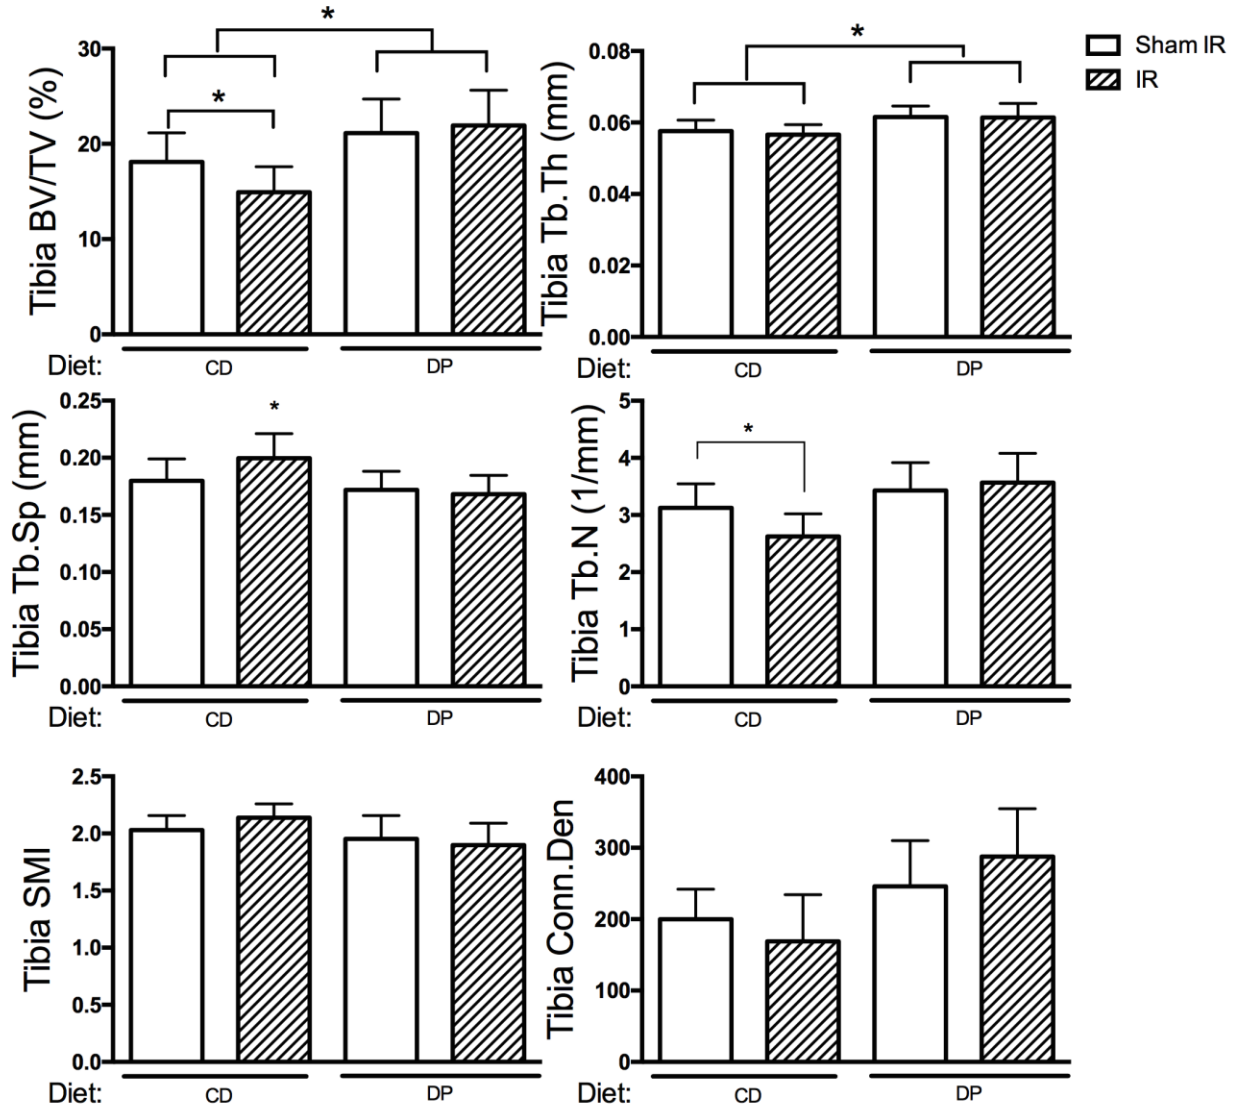 *
*
30
20
10
0
Tibia BV/TV (%)
Diet:
CD
DP
*
0.08
0.06
0.04
0.02
0.00
Tibia Tb.Th (mm)
Diet:
CD
DP
Sham IR
IR
*
0.25
0.20
0.15
0.10
0.05
0.00
Tibia Tb.Sp (mm)
Diet:
CD
DP
*
5
4
3
2
1
0
Tibia Tb.N (1/mm)
Diet:
CD
DP
2.5
2.0
1.5
1.0
0.5
0.0
Tibia SMI
Diet:
CD
DP
400
300
200
100
0
Tibia Conn.Den
Diet:
CD
DP